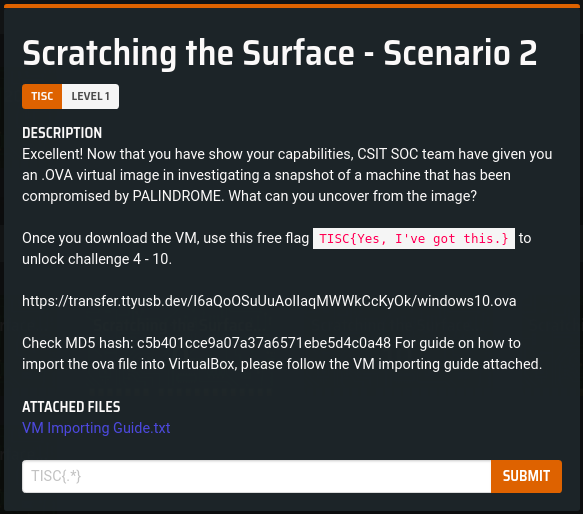 Scratching the Surface - Scenario 2
TISC LEVEL 1
DESCRIPTION
Excellent! Now that you have show your capabilities, CSIT SOC team have given you
an .OVA virtual image in investigating a snapshot of a machine that has been
compromised by PALINDROME. What can you uncover from the image?
Once you download the VM, use this free flag TISC{Yes, I've got this.} to
unlock challenge 4 - 10.
https://transfer.ttyusb.dev/I6aQoOSuUuAoIIaqMWWkCcKyOk/windows10.ova
Check MD5 hash: c5b401cce9a07a37a6571ebe5d4c0a48 For guide on how to
import the ova file into VirtualBox, please follow the VM importing guide attached.
ATTACHED FILES
VM Importing Guide.txt
TISC{.*}
SUBMIT